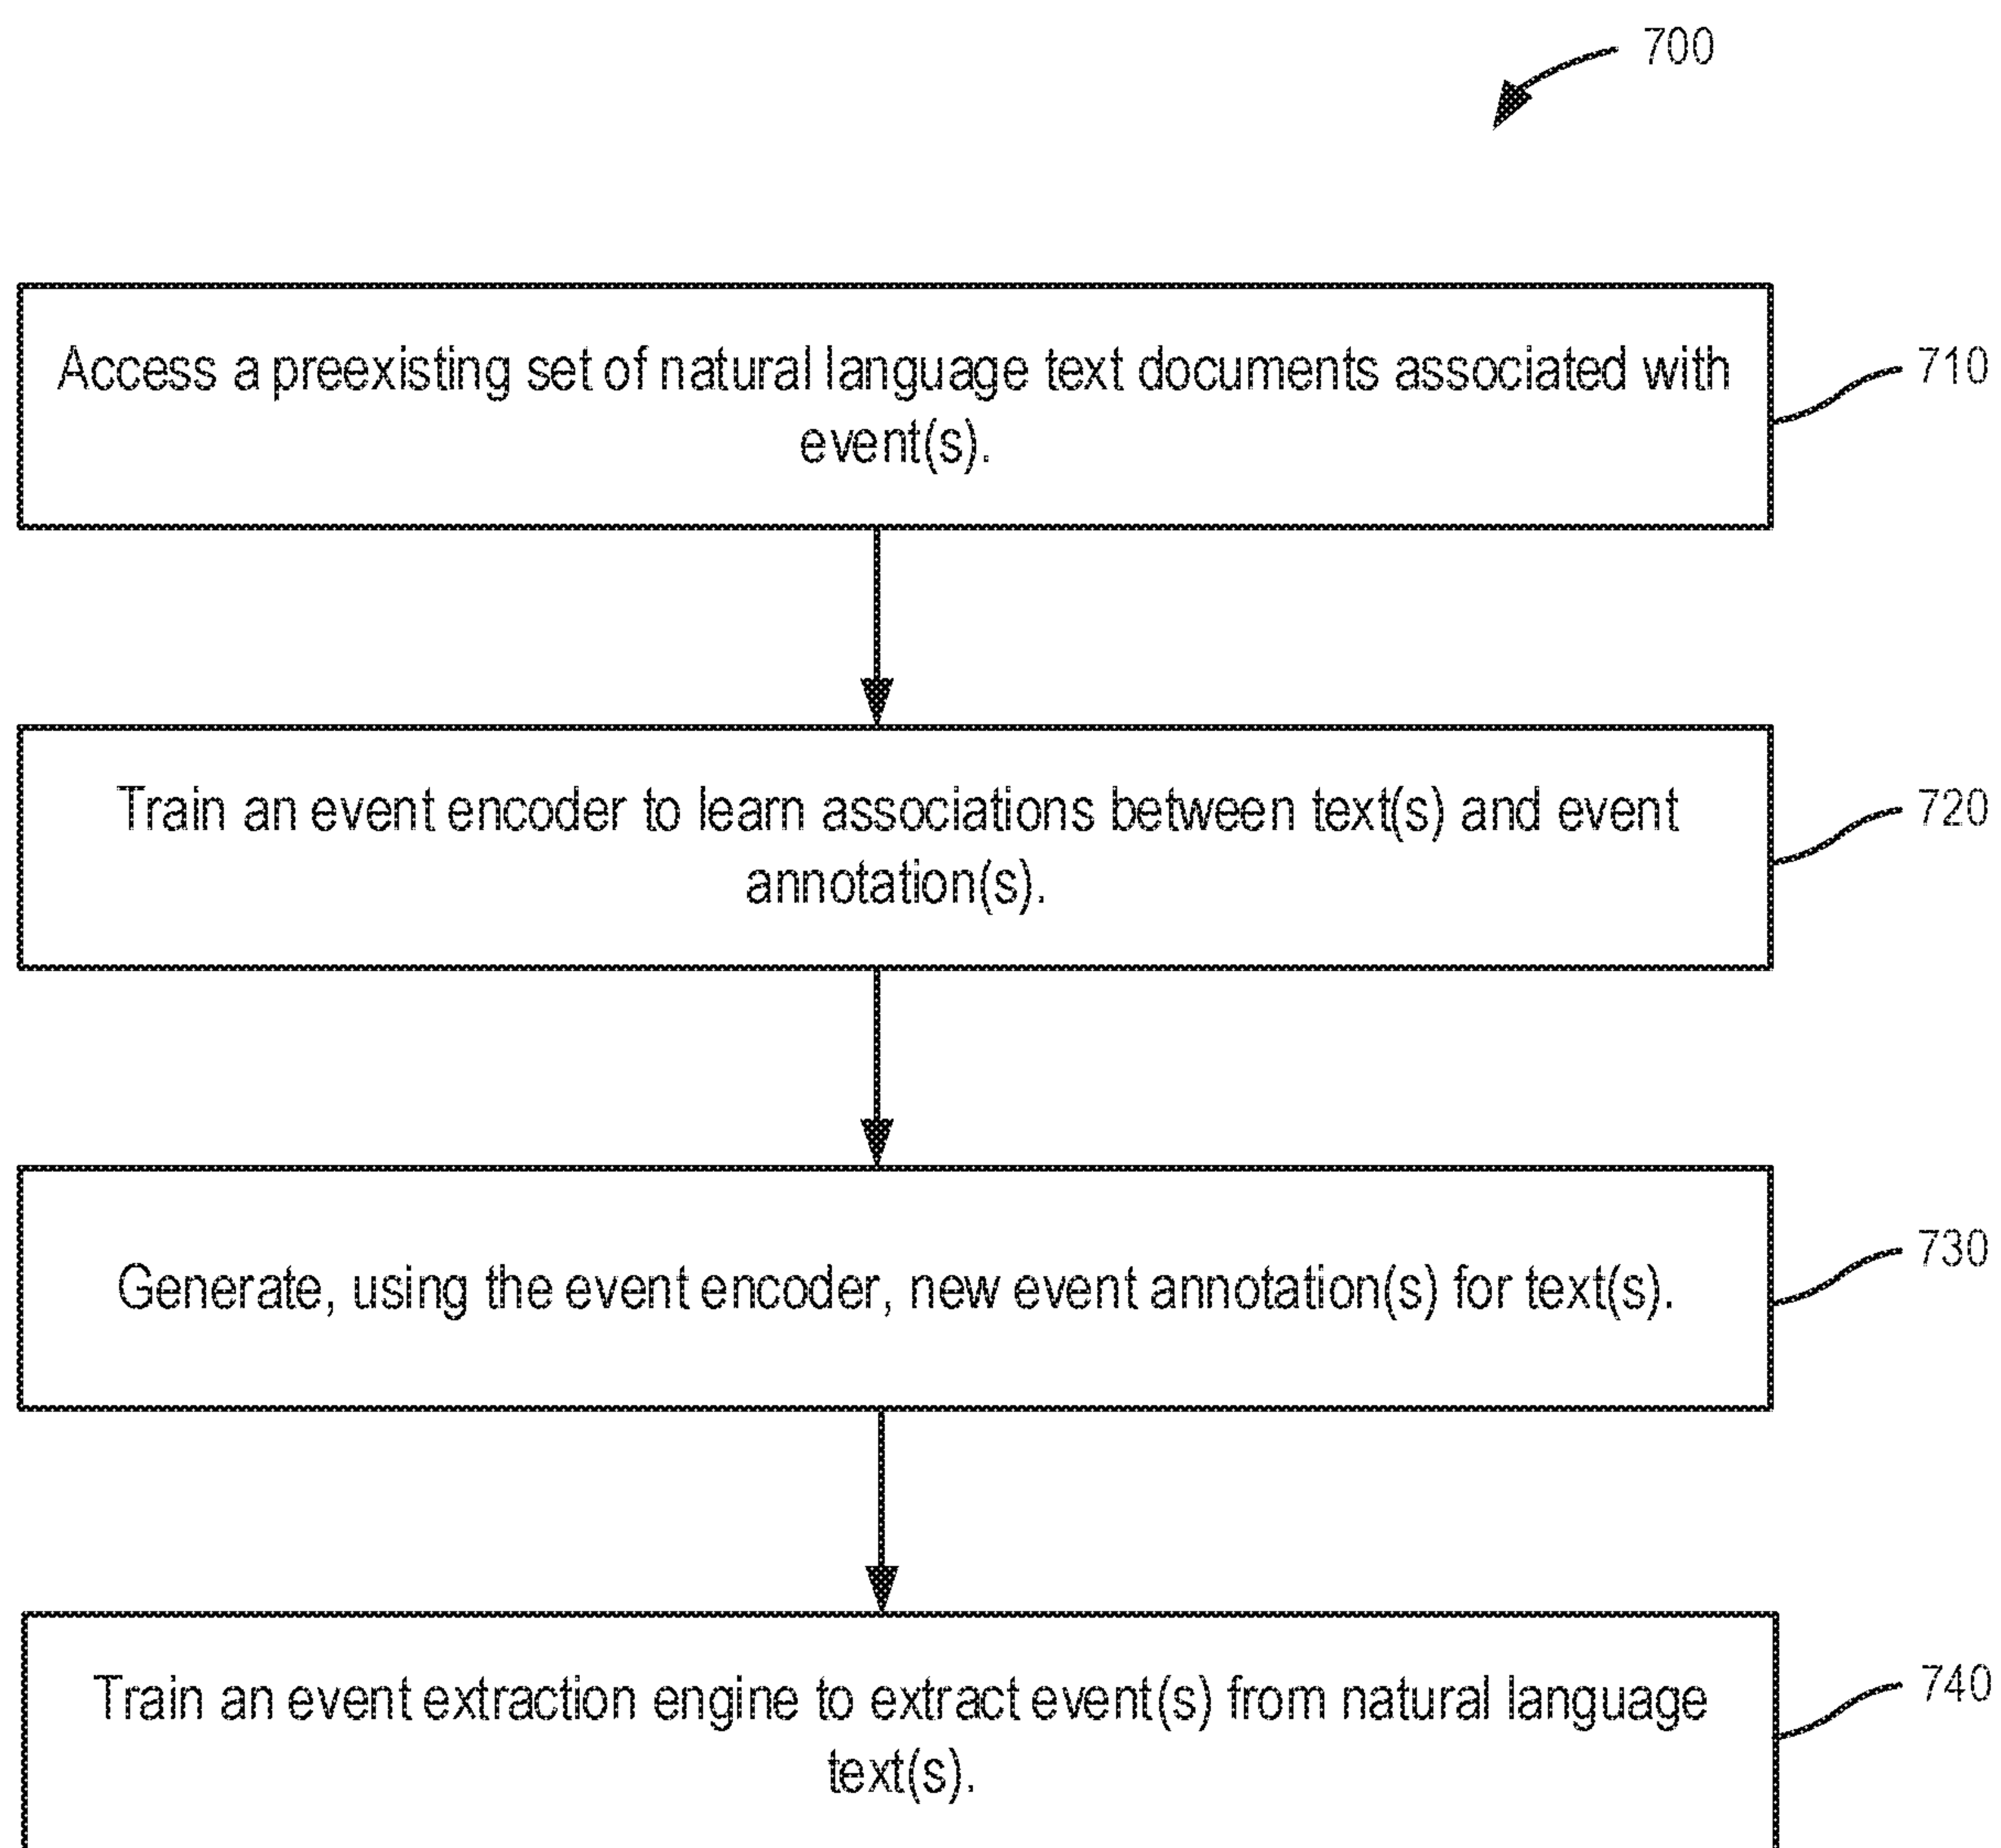 700
Access a preexisting set of natural language text documents associated with
event(s).
710
Train an event encoder to learn associations between text(s) and event
annotation(s).
720
Generate, using the event encoder, new event annotation(s) for text(s).
730
Train an event extraction engine to extract event(s) from natural language
text(s).
740